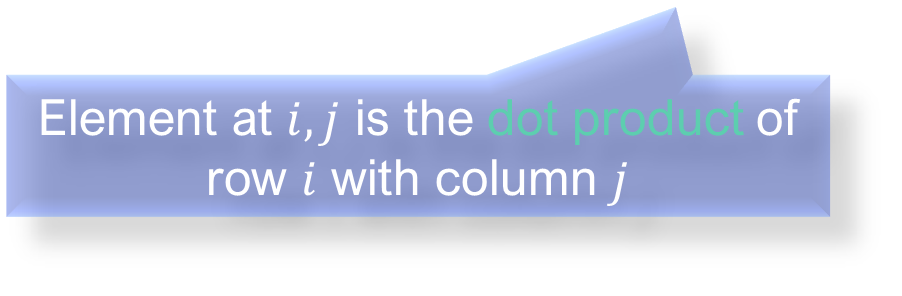 Element at i, j is the dot product of
row i with column j